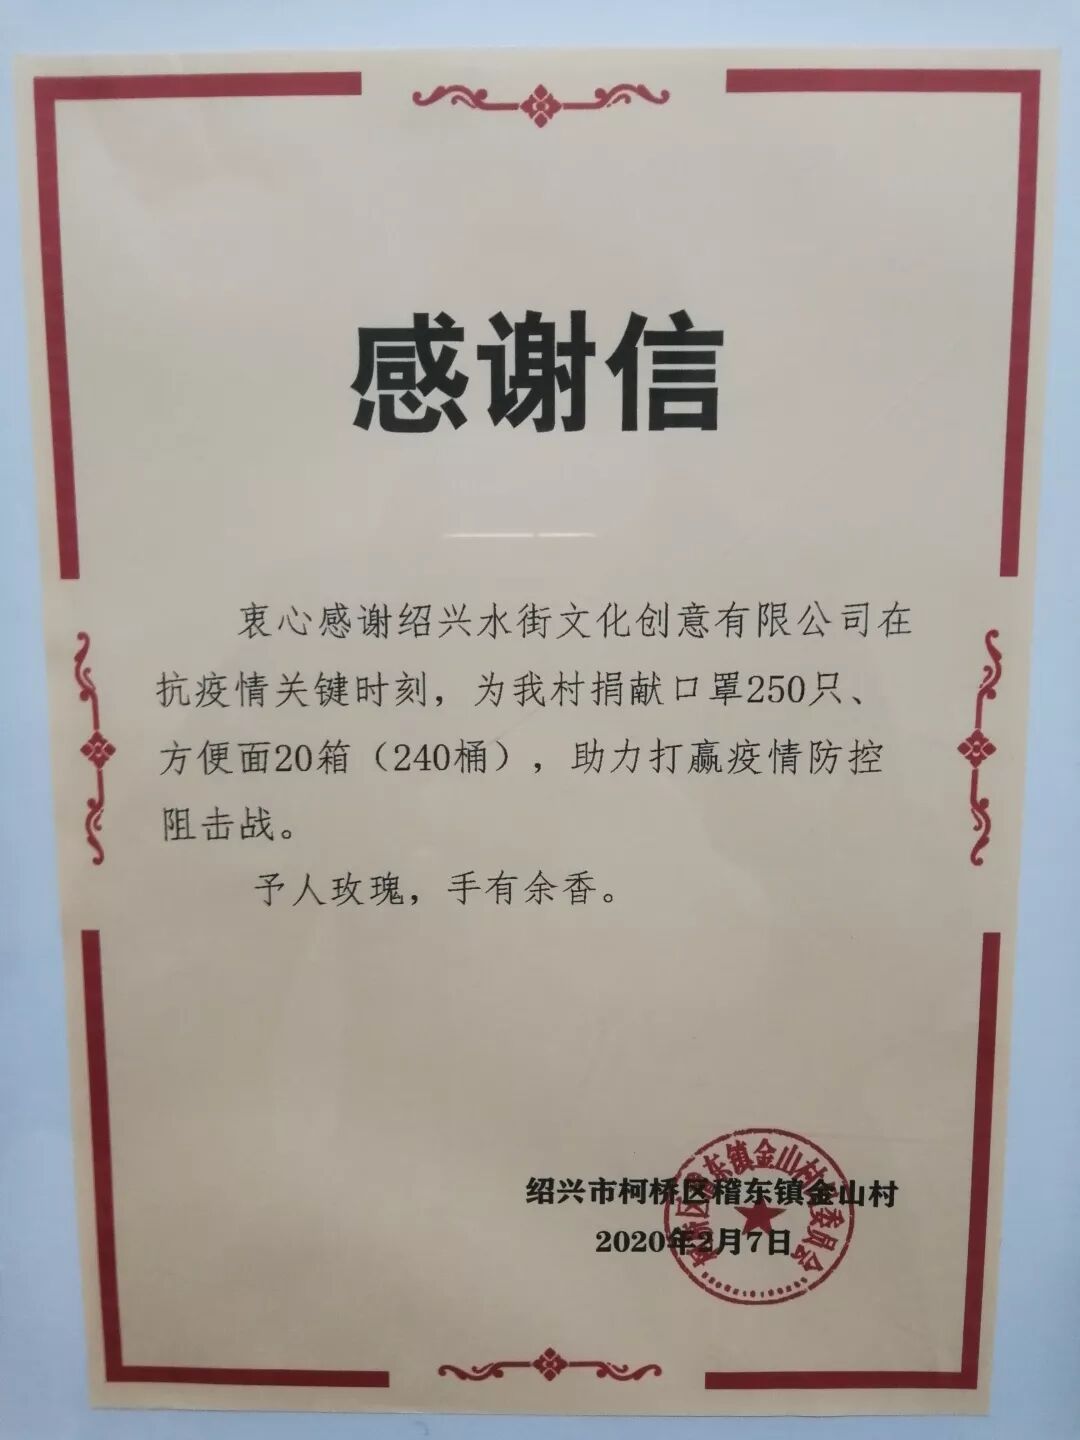 感谢信
衷心感谢绍兴水街文化创意有限公司在
抗疫情关键时刻，为我村捐献口罩250只、
方便面20箱（240桶），助力打赢疫情防控
阻击战。
予人玫瑰，手有余香。
绍兴市柯桥区稽东镇金山村
2020年2月7日